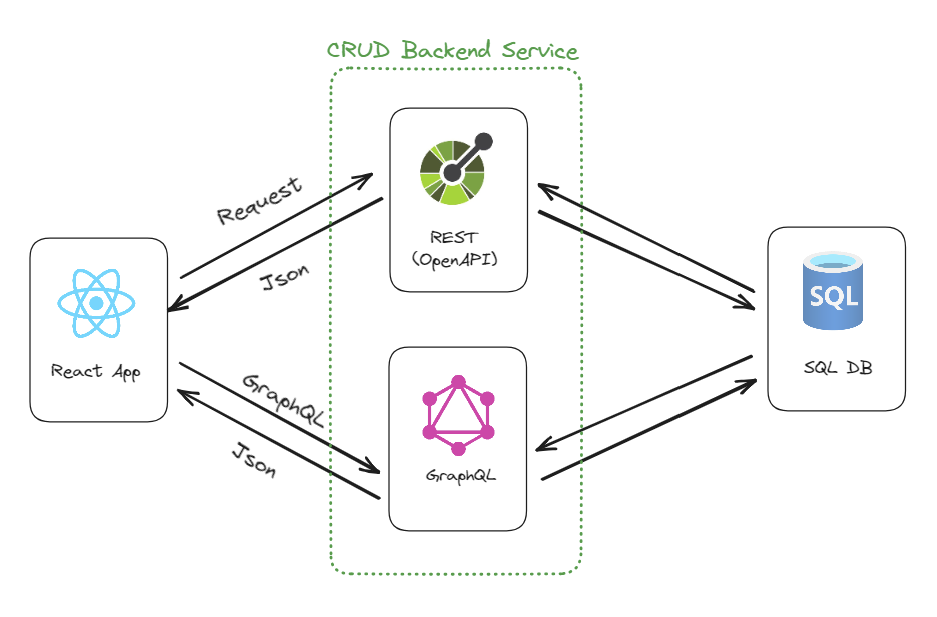 CRUD Backend Service
REST
(OpenAPI)
Request
Json
React App
SQL
SQL DB
GraphQL
Json
GraphQL